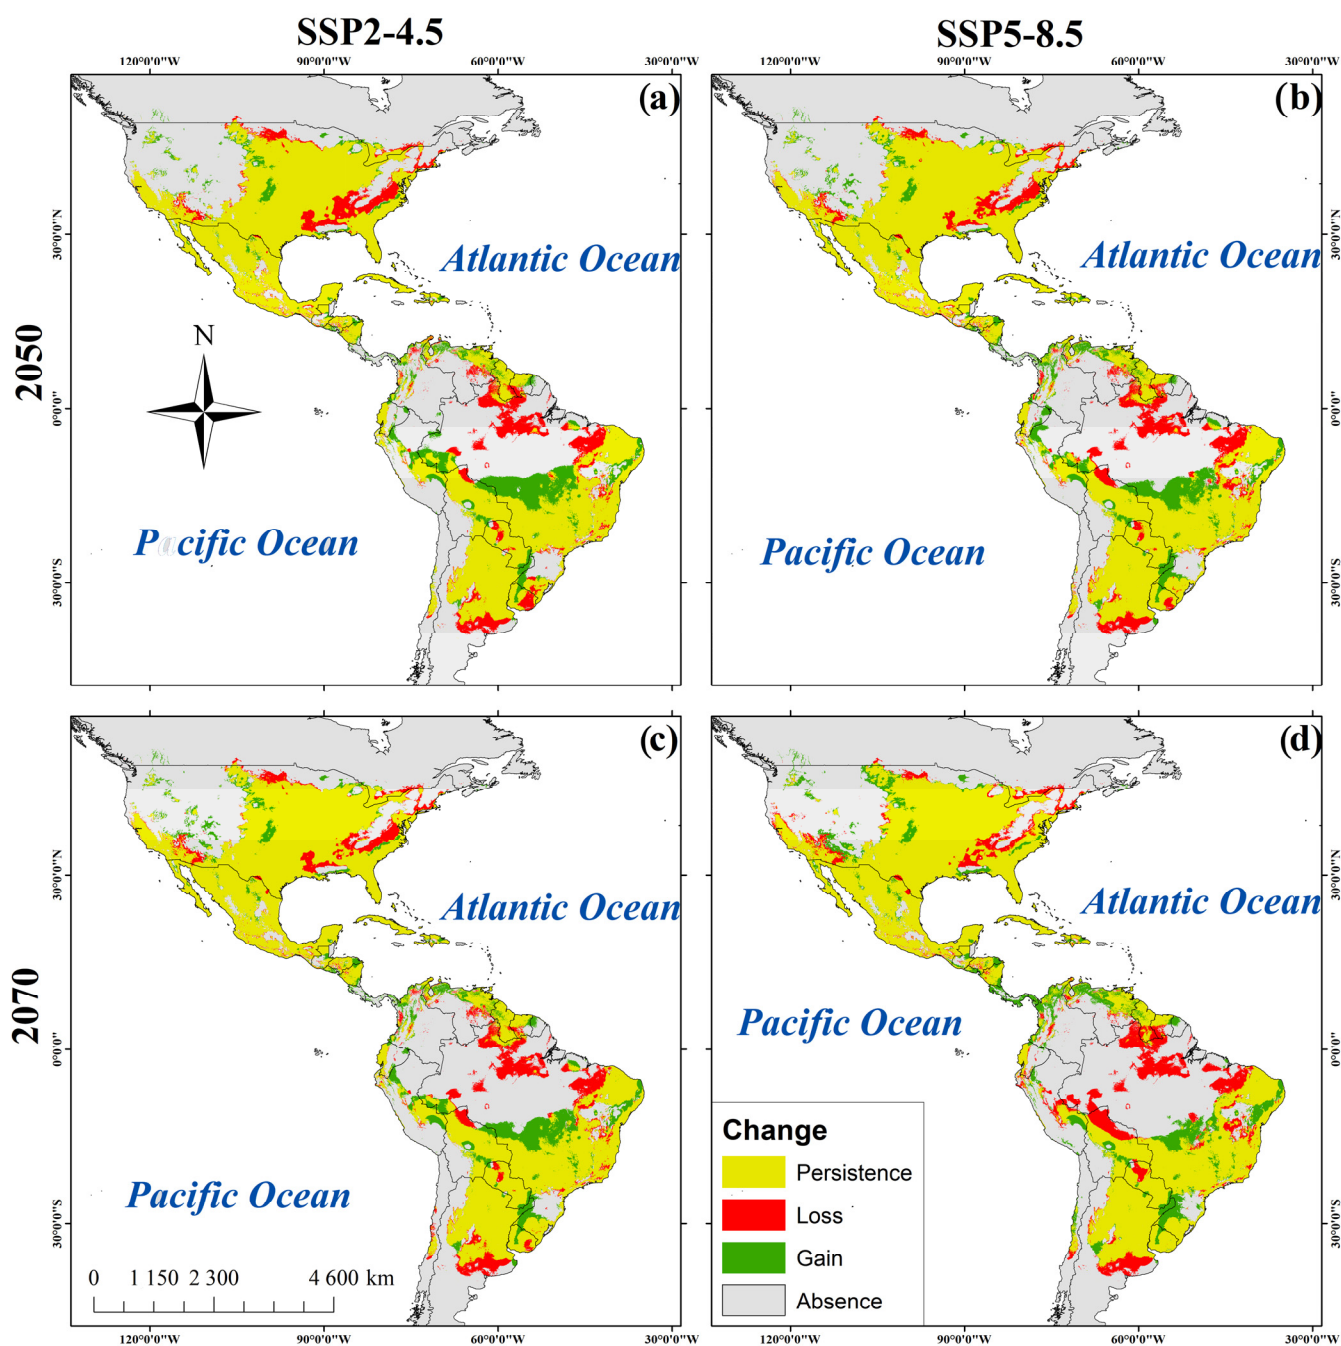 SSP2-4.5
SSP5-8.5
120°0'0"W 90°0'0"W 60°0'0"W 30°0'0"W
120°0'0"W 90°0'0"W 60°0'0"W 30°0'0"W
(a)
(b)
30°0'0"N
30°0'0"N
Atlantic Ocean
Atlantic Ocean
2050
N
0°0'0"
0°0'0"
Pacific Ocean
Pacific Ocean
30°0'0"S
30°0'0"S
(c)
(d)
30°0'0"N
30°0'0"N
Atlantic Ocean
Atlantic Ocean
2070
Pacific Ocean
0°0'0"
0°0'0"
Pacific Ocean
30°0'0"S
30°0'0"S
0 1 150 2 300 4 600 km
Change
Persistence
Loss
Gain
Absence
120°0'0"W 90°0'0"W 60°0'0"W 30°0'0"W
120°0'0"W 90°0'0"W 60°0'0"W 30°0'0"W